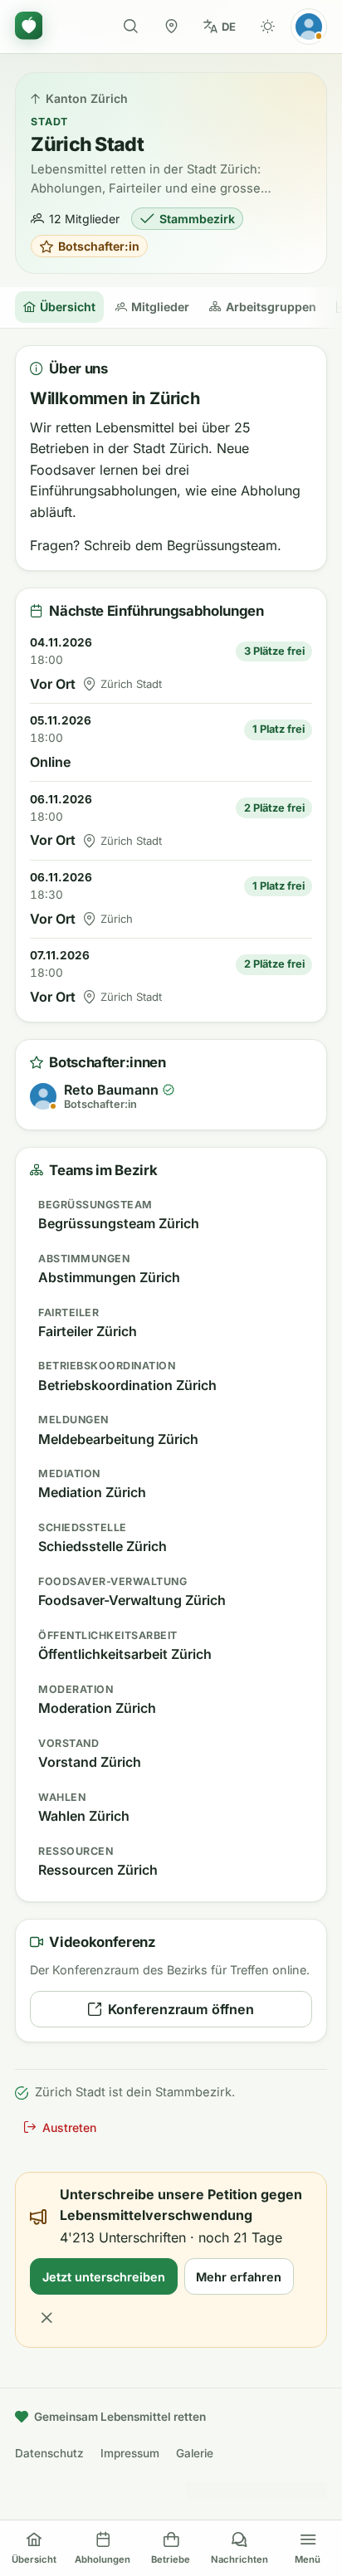 DE
Kanton Zürich
STADT
Zürich Stadt
Lebensmittel retten in der Stadt Zürich:
Abholungen, Fairteiler und eine grosse...
12 Mitglieder
Stammbezirk
Botschafter:in
Übersicht
Mitglieder
Arbeitsgruppen
Über uns
Willkommen in Zürich
Wir retten Lebensmittel bei über 25
Betrieben in der Stadt Zürich. Neue
Foodsaver lernen bei drei
Einführungsabholungen, wie eine Abholung
abläuft.
Fragen? Schreib dem Begrüssungsteam.
Nächste Einführungsabholungen
04.11.2026
18:00
3 Plätze frei
Vor Ort
Zürich Stadt
05.11.2026
18:00
1 Platz frei
Online
06.11.2026
18:00
2 Plätze frei
Vor Ort
Zürich Stadt
06.11.2026
18:30
1 Platz frei
Vor Ort
Zürich
07.11.2026
18:00
2 Plätze frei
Vor Ort
Zürich Stadt
Botschafter:innen
Reto Baumann
Botschafter:in
Teams im Bezirk
BEGRÜSSUNGSTEAM
Begrüssungsteam Zürich
ABSTIMMUNGEN
Abstimmungen Zürich
FAIRTEILER
Fairteiler Zürich
BETRIEBSKOORDINATION
Betriebskoordination Zürich
MELDUNGEN
Meldebearbeitung Zürich
MEDIATION
Mediation Zürich
SCHIEDSSTELLE
Schiedsstelle Zürich
FOODSAVER-VERWALTUNG
Foodsaver-Verwaltung Zürich
ÖFFENTLICHKEITSARBEIT
Öffentlichkeitsarbeit Zürich
MODERATION
Moderation Zürich
VORSTAND
Vorstand Zürich
WAHLEN
Wahlen Zürich
RESSOURCEN
Ressourcen Zürich
Videokonferenz
Der Konferenzraum des Bezirks für Treffen online.
Konferenzraum öffnen
Zürich Stadt ist dein Stammbezirk.
Austreten
Unterschreibe unsere Petition gegen
Lebensmittelverschwendung
4'213 Unterschriften · noch 21 Tage
Jetzt unterschreiben
Mehr erfahren
Gemeinsam Lebensmittel retten
Datenschutz
Impressum
Galerie
Übersicht
Abholungen
Betriebe
Nachrichten
Menü